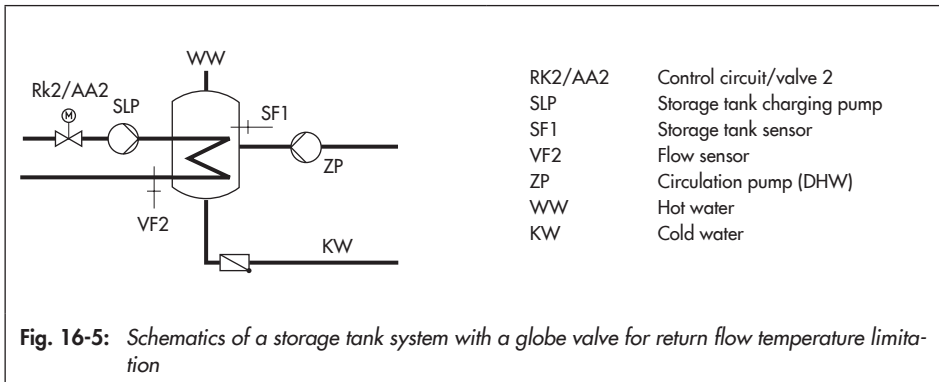 WW
Rk2/AA2
M
SLP
SF1
ZP
VF2
KW
RK2/AA2 Control circuit/valve 2
SLP Storage tank charging pump
SF1 Storage tank sensor
VF2 Flow sensor
ZP Circulation pump (DHW)
WW Hot water
KW Cold water
Fig. 16-5: Schematics of a storage tank system with a globe valve for return flow temperature limita-
tion